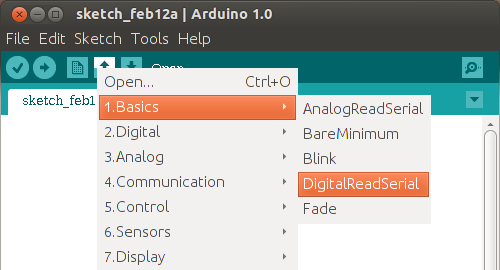 sketch_feb12a | Arduino 1.0
File Edit Sketch Tools Help
Open
sketch_feb1
Open... Ctrl+O
1.Basics
2.Digital
3.Analog
4.Communication
5.Control
6.Sensors
7.Display
AnalogReadSerial
BareMinimum
Blink
DigitalReadSerial
Fade